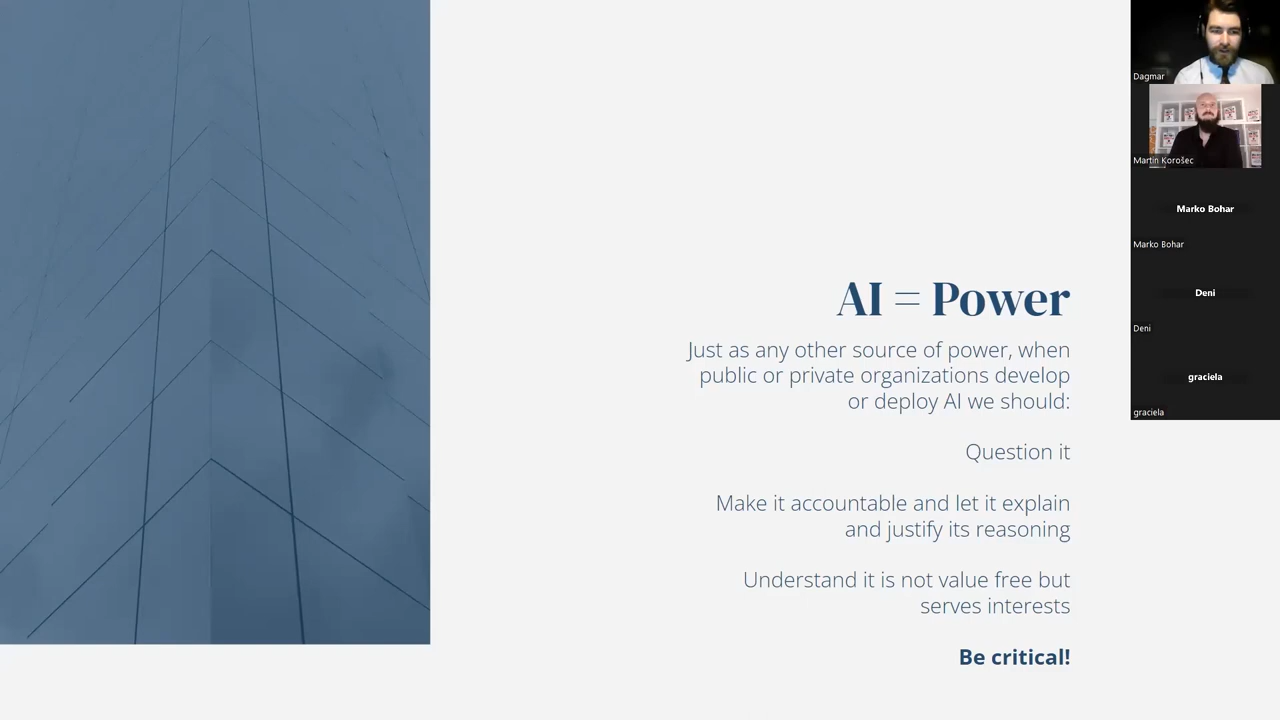 AI = Power
Just as any other source of power, when
public or private organizations develop
or deploy AI we should:
Question it
Make it accountable and let it explain
and justify its reasoning
Understand it is not value free but
serves interests
Be critical!
Dagmar
Martin Korošec
Marko Bohar
Marko Bohar
Deni
Deni
graciela
graciela